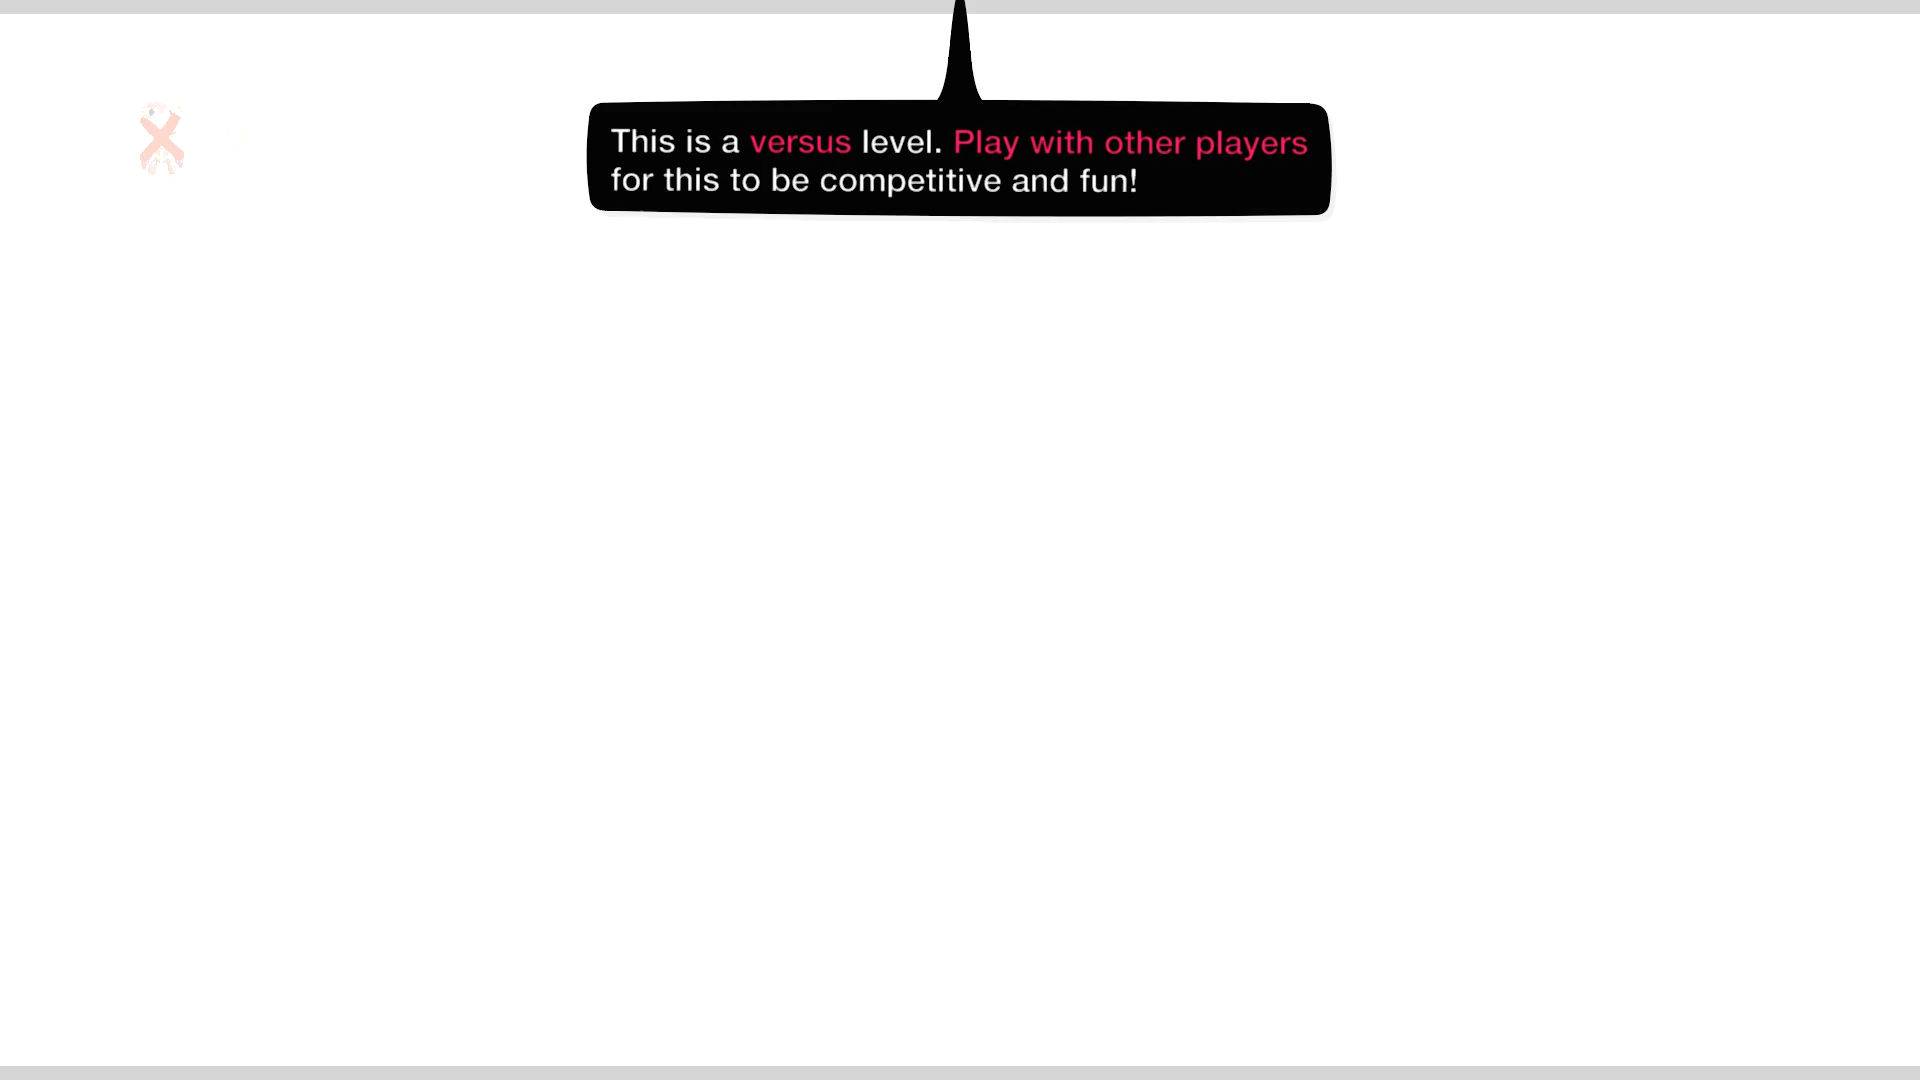 This is a versus level. Play with other players
for this to be competitive and fun!